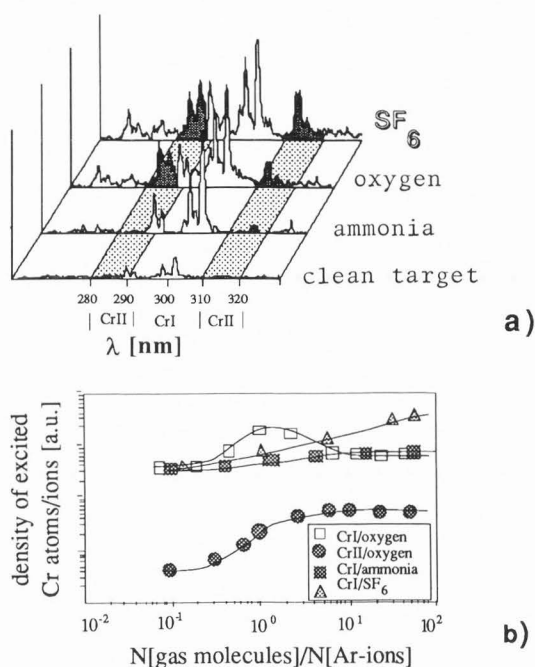 SF6
oxygen
ammonia
clean target
280 290 300 310 320
| CrII | CrI | CrII |
λ [nm]
a)
density of excited
Cr atoms/ions [a.u.]
CrI/oxygen
CrII/oxygen
CrI/ammonia
CrI/SF6
10-2 10-1 100 101 102
N[gas molecules]/N[Ar-ions]
b)